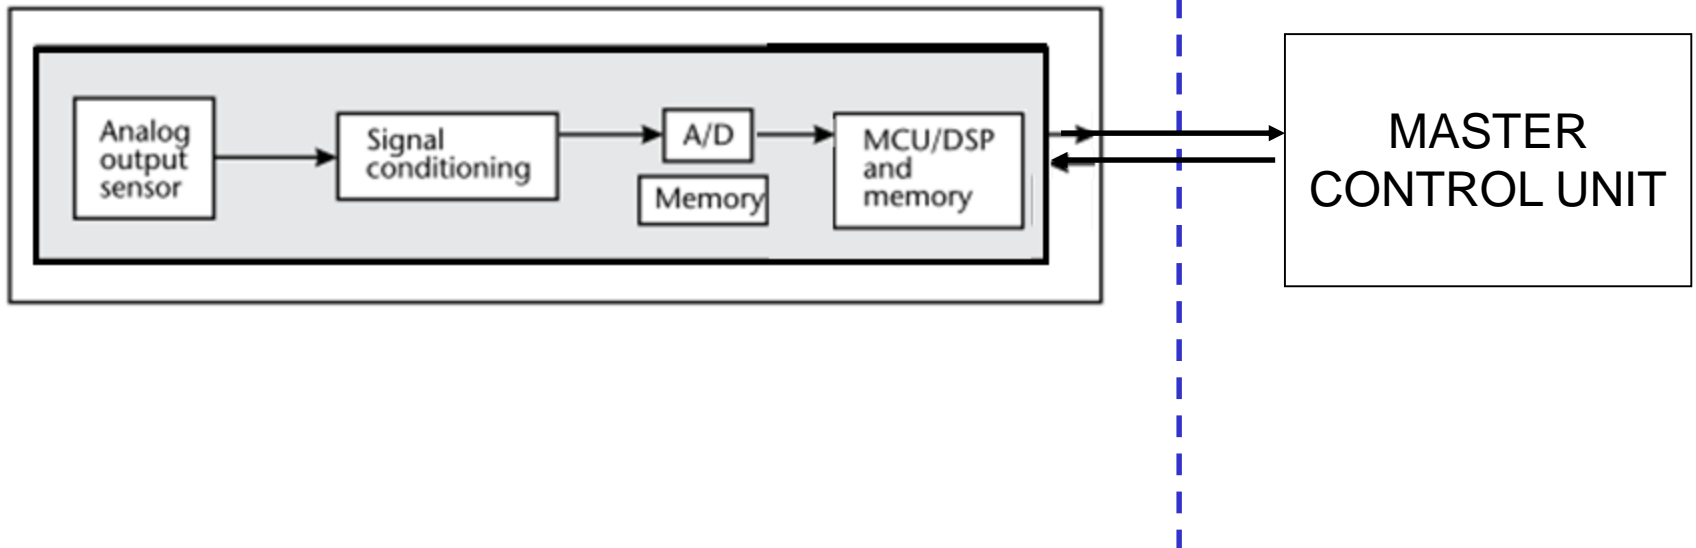 Analog
output
sensor
Signal
conditioning
A/D
Memory
MCU/DSP
and
memory
MASTER
CONTROL UNIT